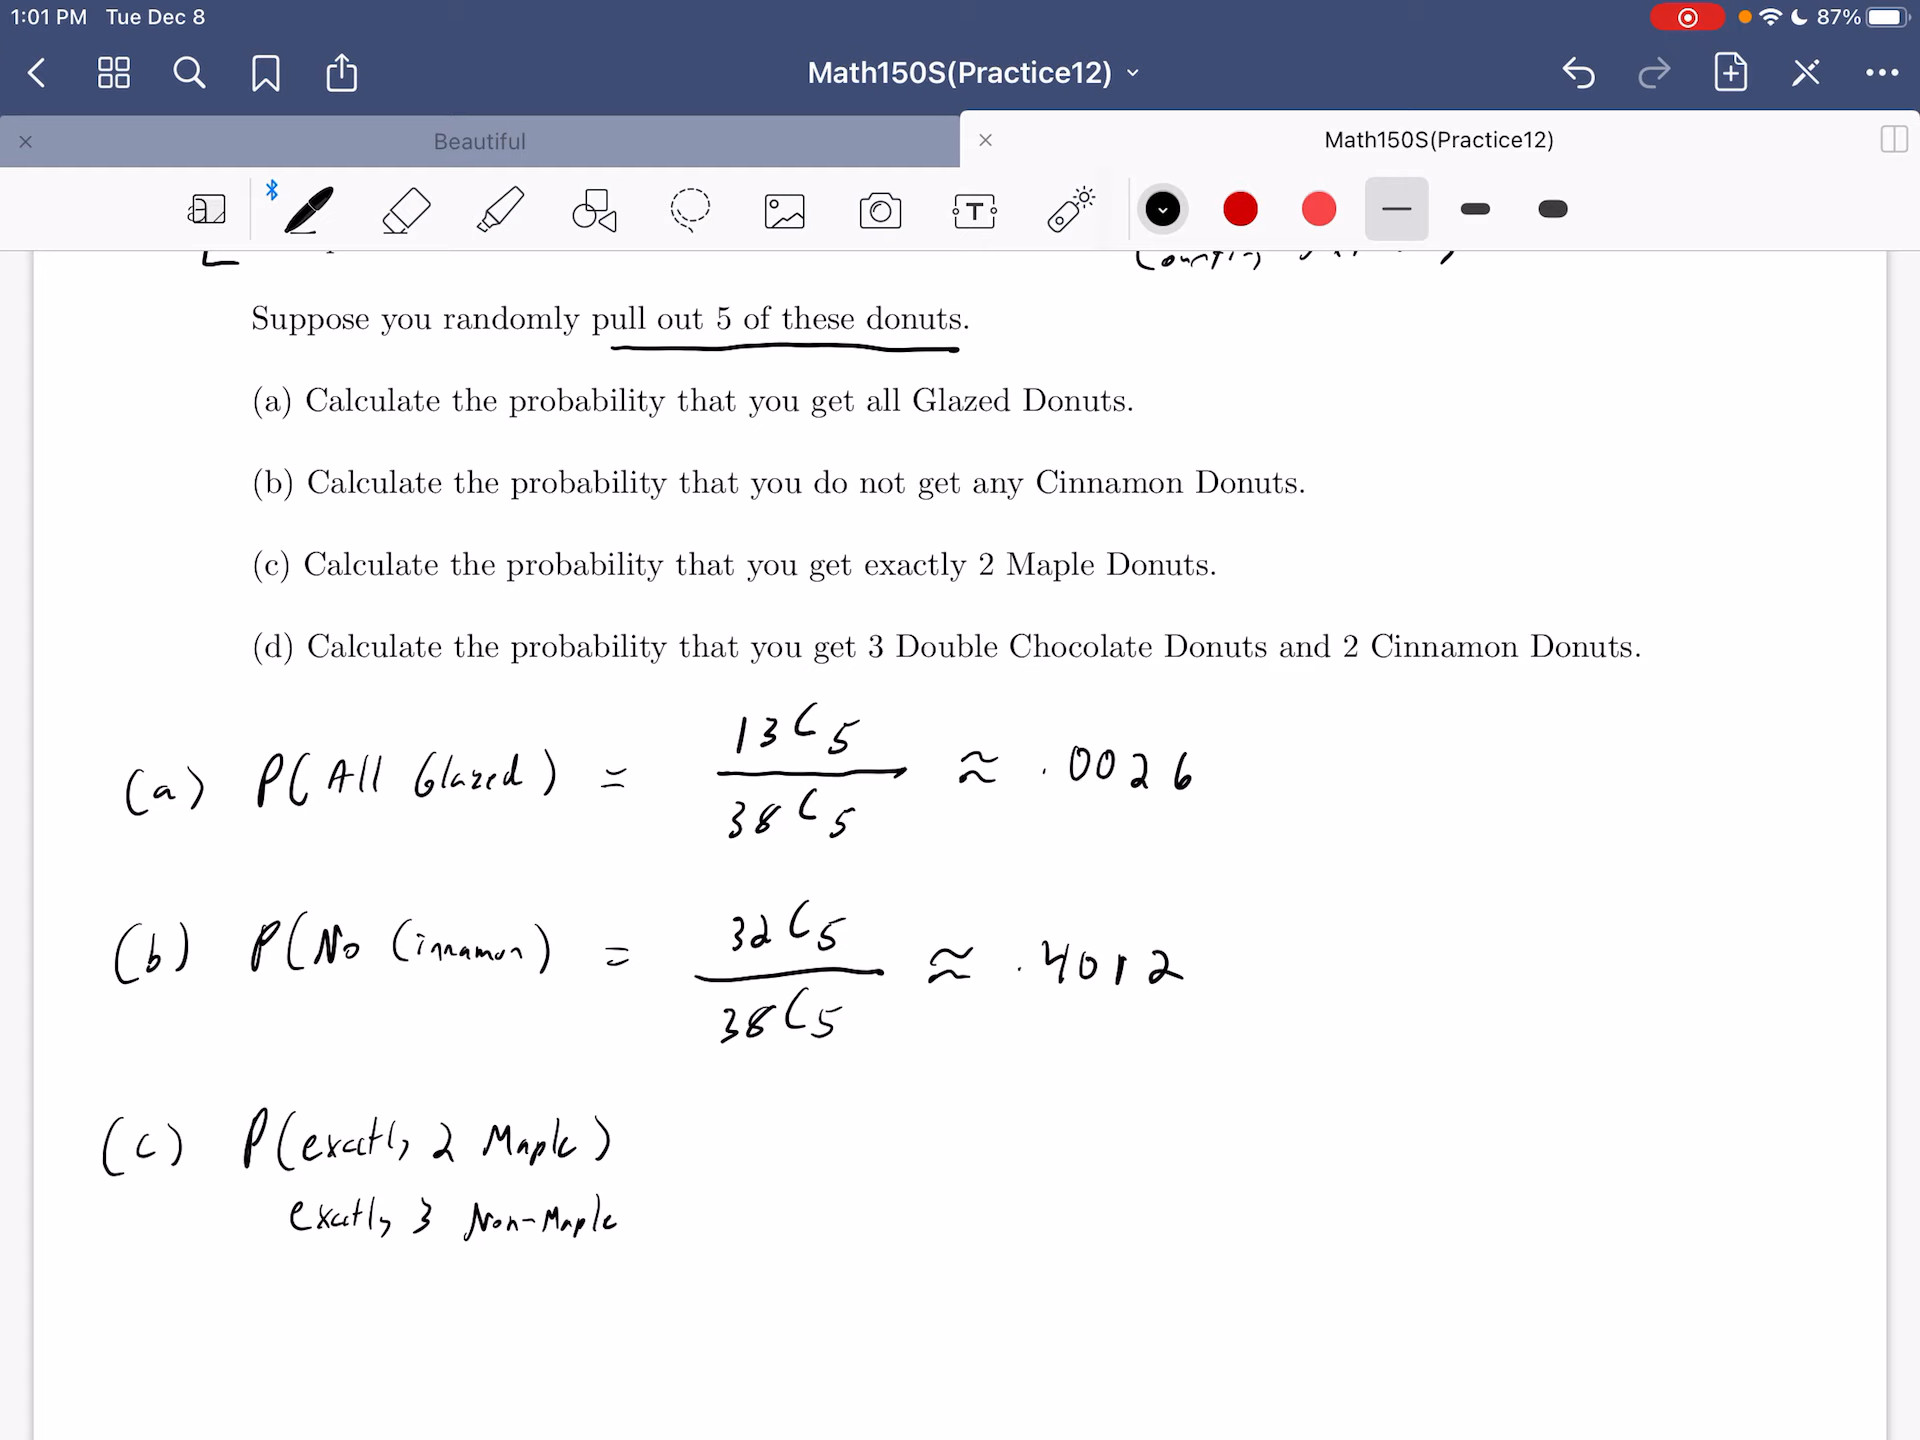 1:01 PM Tue Dec 8
87%
Math150S(Practice12)
Beautiful
Math150S(Practice12)
Suppose you randomly pull out 5 of these donuts.
(a) Calculate the probability that you get all Glazed Donuts.
(b) Calculate the probability that you do not get any Cinnamon Donuts.
(c) Calculate the probability that you get exactly 2 Maple Donuts.
(d) Calculate the probability that you get 3 Double Chocolate Donuts and 2 Cinnamon Donuts.
(a) P(All Glazed) = 13C5 / 38C5 ≈ .0026
(b) P(No Cinnamon) = 32C5 / 38C5 ≈ .4012
(c) P(exactly 2 Maple)
exactly 3 Non-Maple